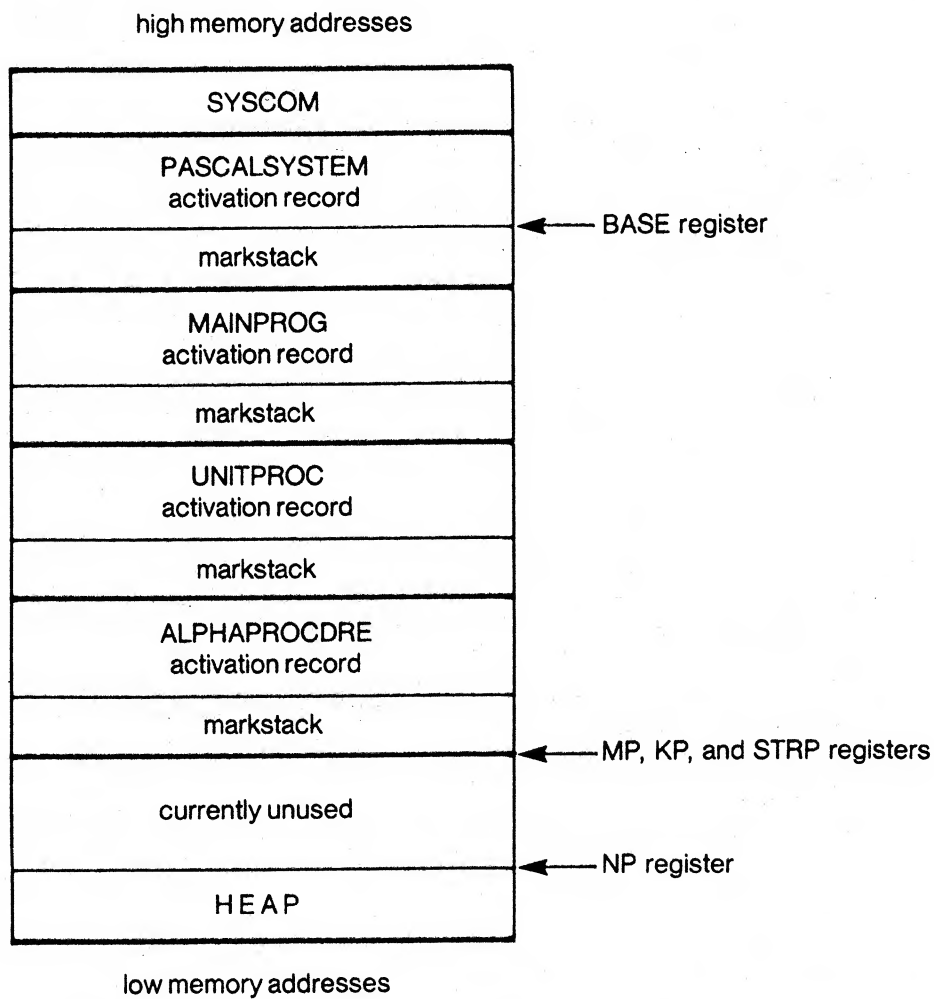 high memory addresses
SYSCOM
PASCALSYSTEM
activation record
BASE register
markstack
MAINPROG
activation record
markstack
UNITPROC
activation record
markstack
ALPHAPROCDRE
activation record
markstack
MP, KP, and STRP registers
currently unused
NP register
HEAP
low memory addresses